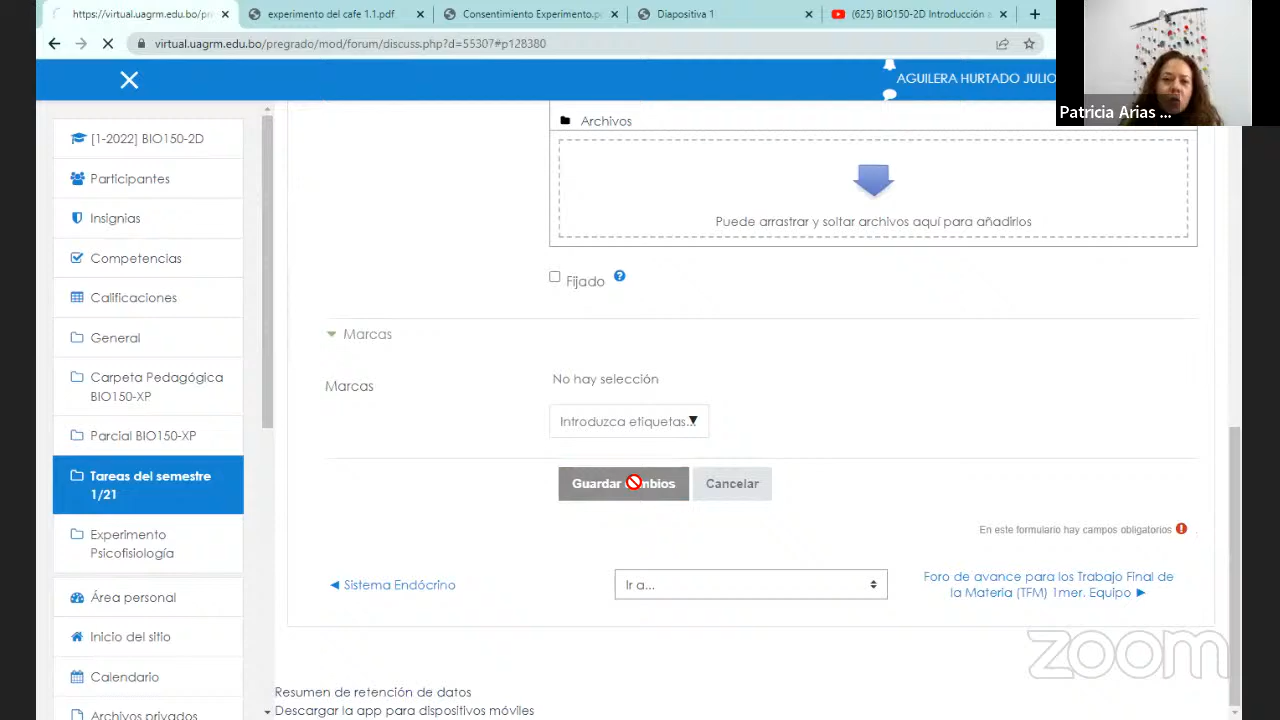 https://virtual.uagrm.edu.bo/pr
experimento del cafe 1.1.pdf
Consentimiento Experimento.p
Diapositiva 1
(625) BIO150-2D Introducción
virtual.uagrm.edu.bo/pregrado/mod/forum/discuss.php?d=55307#p128380
AGUILERA HURTADO JULIO
Patricia Arias ...
[1-2022] BIO150-2D
Participantes
Insignias
Competencias
Calificaciones
General
Carpeta Pedagógica
BIO150-XP
Parcial BIO150-XP
Tareas del semestre
1/21
Experimento
Psicofisiología
Área personal
Inicio del sitio
Calendario
Archivos privados
Archivos
Puede arrastrar y soltar archivos aquí para añadirlos
Fijado
Marcas
Marcas
No hay selección
Introduzca etiquetas...
Guardar cambios
Cancelar
En este formulario hay campos obligatorios
◄ Sistema Endócrino
Ir a...
Foro de avance para los Trabajo Final de
la Materia (TFM) 1mer. Equipo ►
zoom
Resumen de retención de datos
Descargar la app para dispositivos móviles